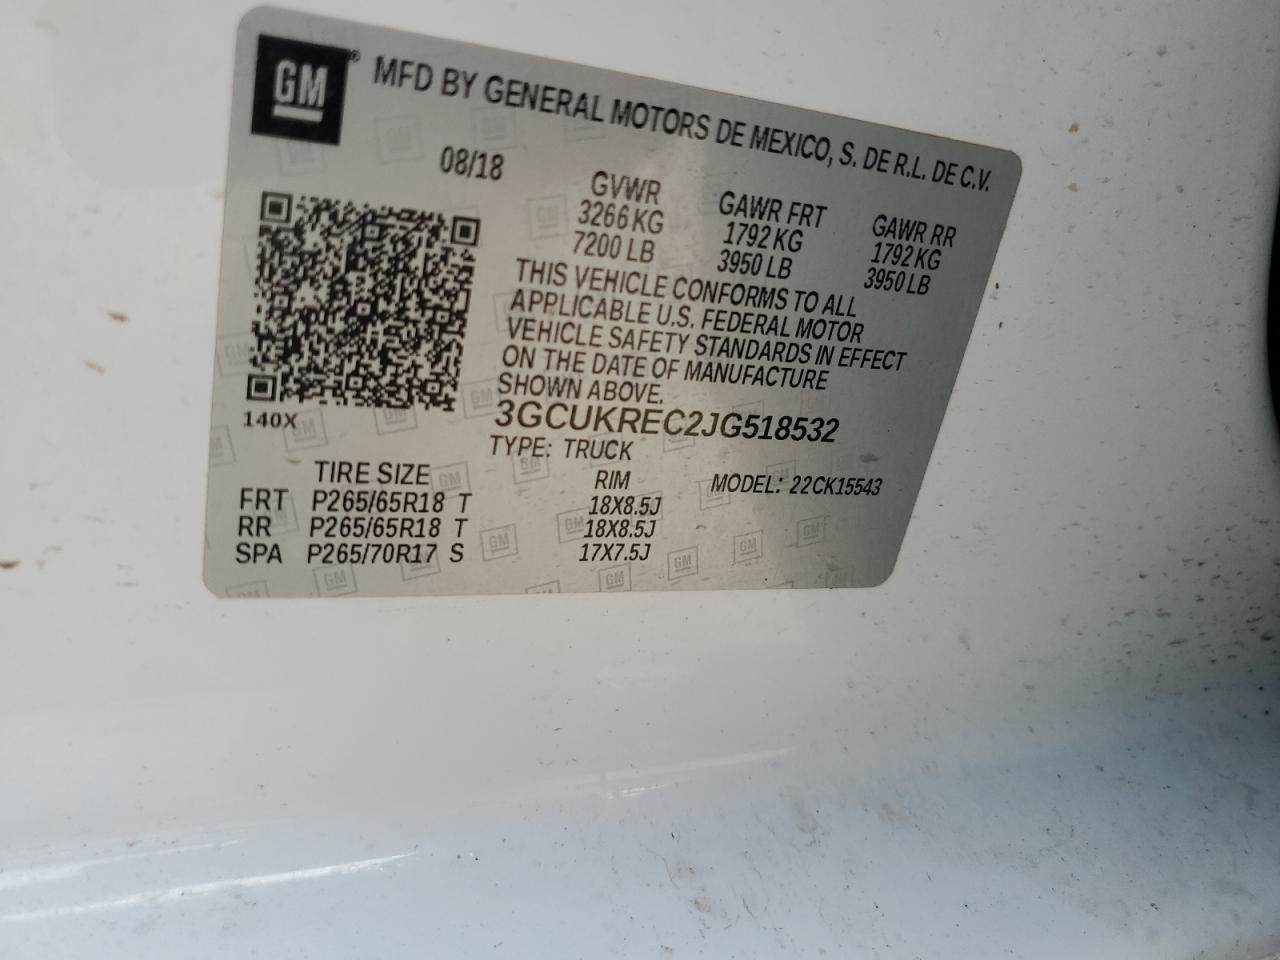 GM
MFD BY GENERAL MOTORS DE MEXICO, S. DE R.L. DE C.V.
08/18
GVWR GAWR FRT GAWR RR
3266 KG 1792 KG 1792 KG
7200 LB 3950 LB 3950 LB
THIS VEHICLE CONFORMS TO ALL
APPLICABLE U.S. FEDERAL MOTOR
VEHICLE SAFETY STANDARDS IN EFFECT
ON THE DATE OF MANUFACTURE
SHOWN ABOVE.
140X
3GCUKREC2JG518532
TYPE: TRUCK
TIRE SIZE RIM MODEL: 22CK15543
FRT P265/65R18 T 18X8.5J
RR P265/65R18 T 18X8.5J
SPA P265/70R17 S 17X7.5J